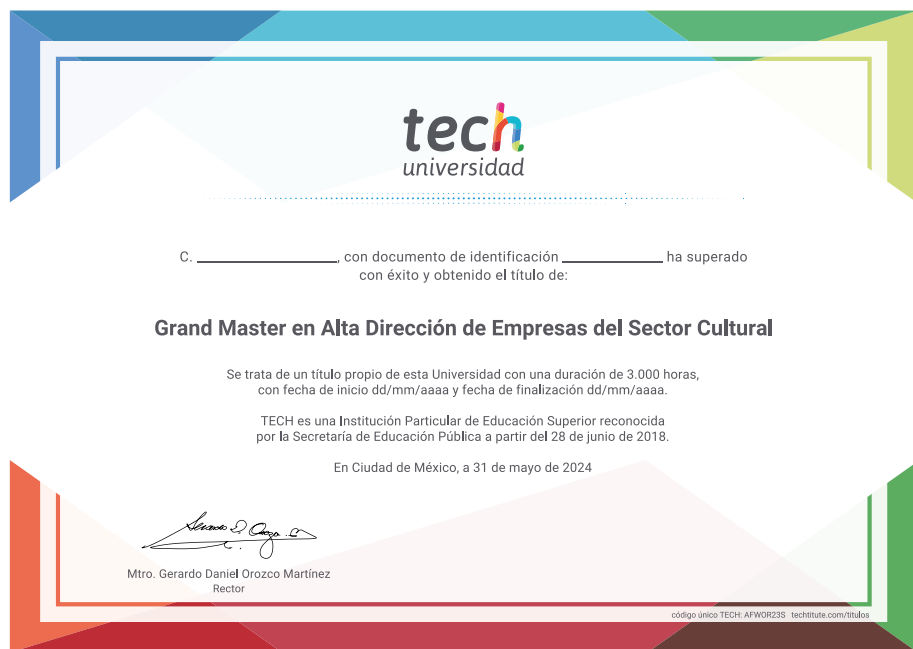 tech
universidad
C. ____________________, con documento de identificación ______________ ha superado
con éxito y obtenido el título de:
Grand Master en Alta Dirección de Empresas del Sector Cultural
Se trata de un título propio de esta Universidad con una duración de 3.000 horas,
con fecha de inicio dd/mm/aaaa y fecha de finalización dd/mm/aaaa.
TECH es una Institución Particular de Educación Superior reconocida
por la Secretaría de Educación Pública a partir del 28 de junio de 2018.
En Ciudad de México, a 31 de mayo de 2024
Mtro. Gerardo Daniel Orozco Martínez
Rector
código único TECH: AFWOR23S techtitute.com/titulos